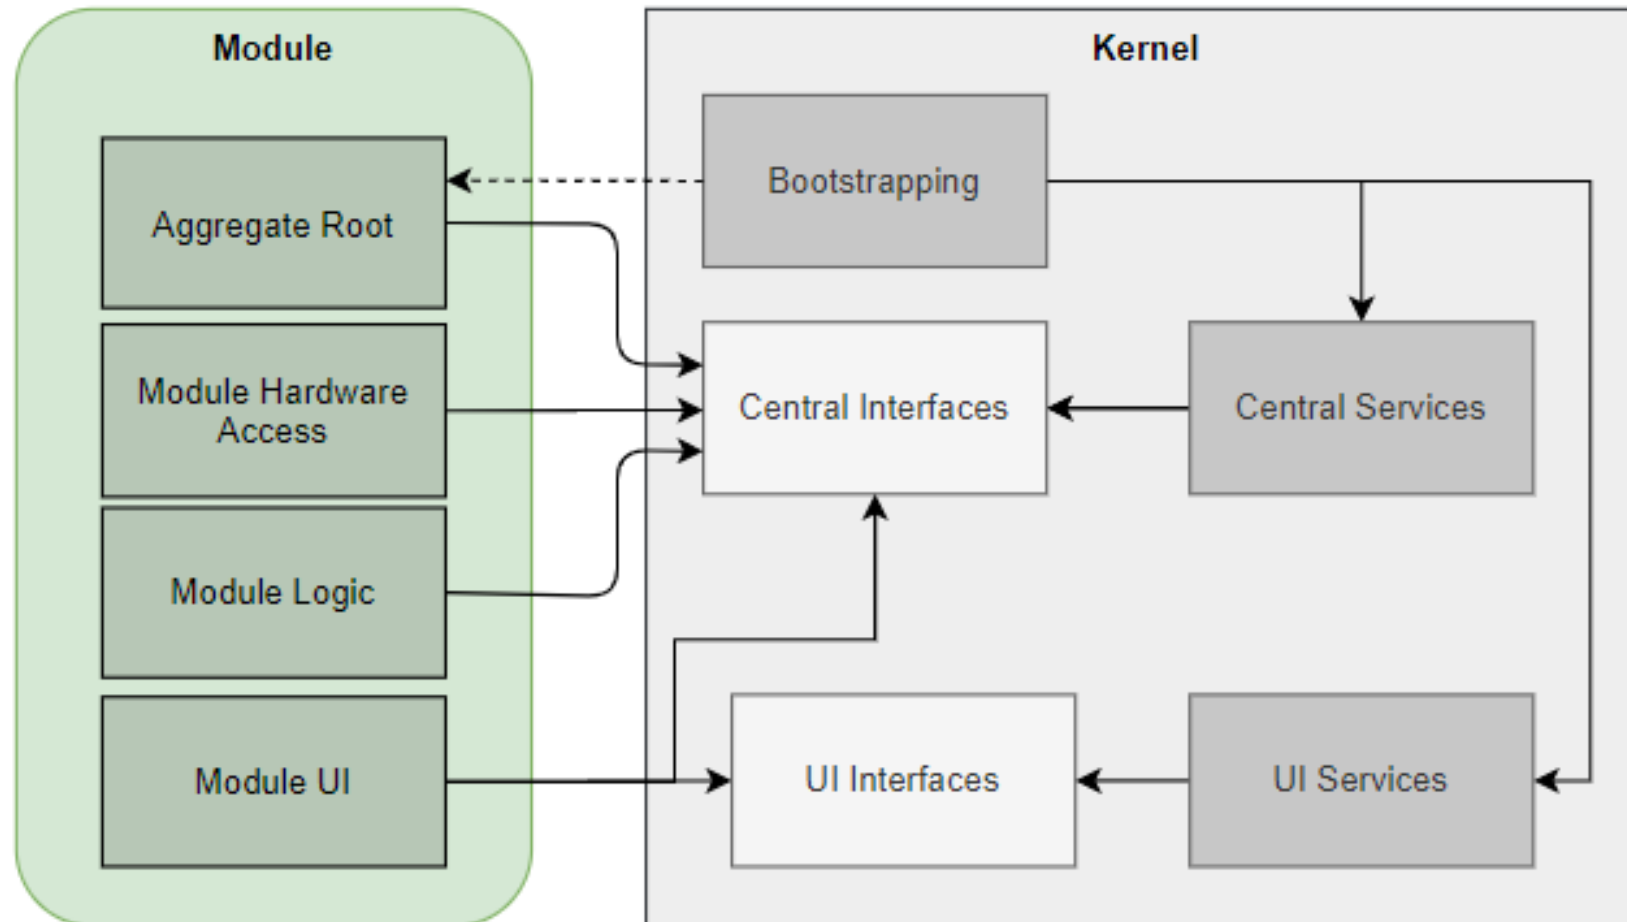 Module
Kernel
Bootstrapping
Aggregate Root
Module Hardware
Access
Central Interfaces
Central Services
Module Logic
Module UI
UI Interfaces
UI Services